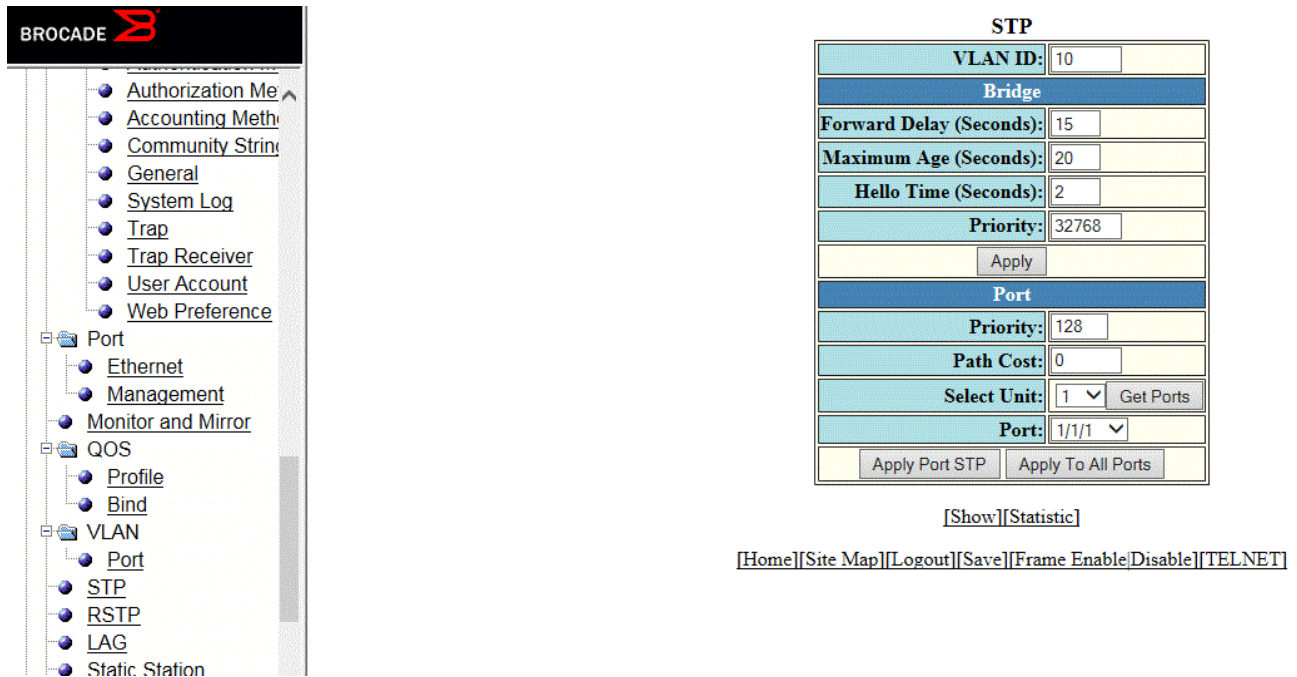 BROCADE
Authorization Me
Accounting Meth
Community String
General
System Log
Trap
Trap Receiver
User Account
Web Preference
Port
Ethernet
Management
Monitor and Mirror
QOS
Profile
Bind
VLAN
Port
STP
RSTP
LAG
Static Station
STP
VLAN ID: 10
Bridge
Forward Delay (Seconds): 15
Maximum Age (Seconds): 20
Hello Time (Seconds): 2
Priority: 32768
Apply
Port
Priority: 128
Path Cost: 0
Select Unit: 1 Get Ports
Port: 1/1/1
Apply Port STP Apply To All Ports
[Show][Statistic]
[Home][Site Map][Logout][Save][Frame Enable|Disable][TELNET]